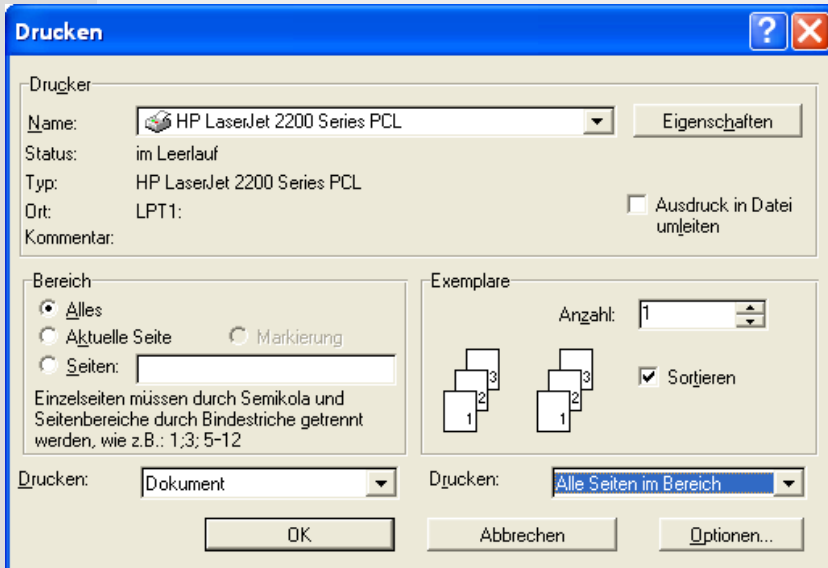 Drucken
Drucker
Name: HP LaserJet 2200 Series PCL Eigenschaften
Status: im Leerlauf
Typ: HP LaserJet 2200 Series PCL
Ort: LPT1:
Kommentar:
Ausdruck in Datei
umleiten
Bereich
Alles
Aktuelle Seite Markierung
Seiten:
Einzelseiten müssen durch Semikola und
Seitenbereiche durch Bindestriche getrennt
werden, wie z.B.: 1;3; 5-12
Exemplare
Anzahl: 1
3 3
2 2
1 1
Sortieren
Drucken: Dokument Drucken: Alle Seiten im Bereich
OK Abbrechen Optionen...